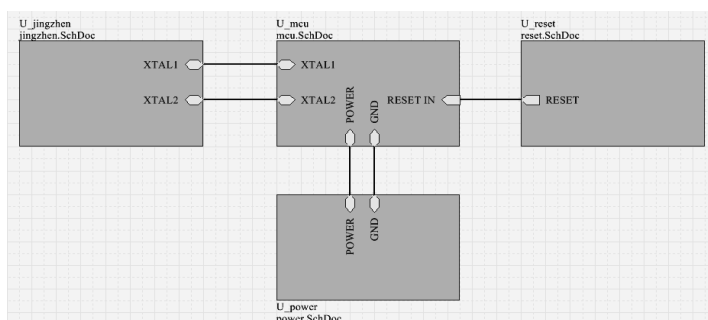 U_jingzhen
jingzhen.SchDoc
XTAL1
XTAL2
U_mcu
mcu.SchDoc
XTAL1
XTAL2
POWER
GND
RESET IN
U_reset
reset.SchDoc
RESET
POWER
GND
U_power
power.SchDoc